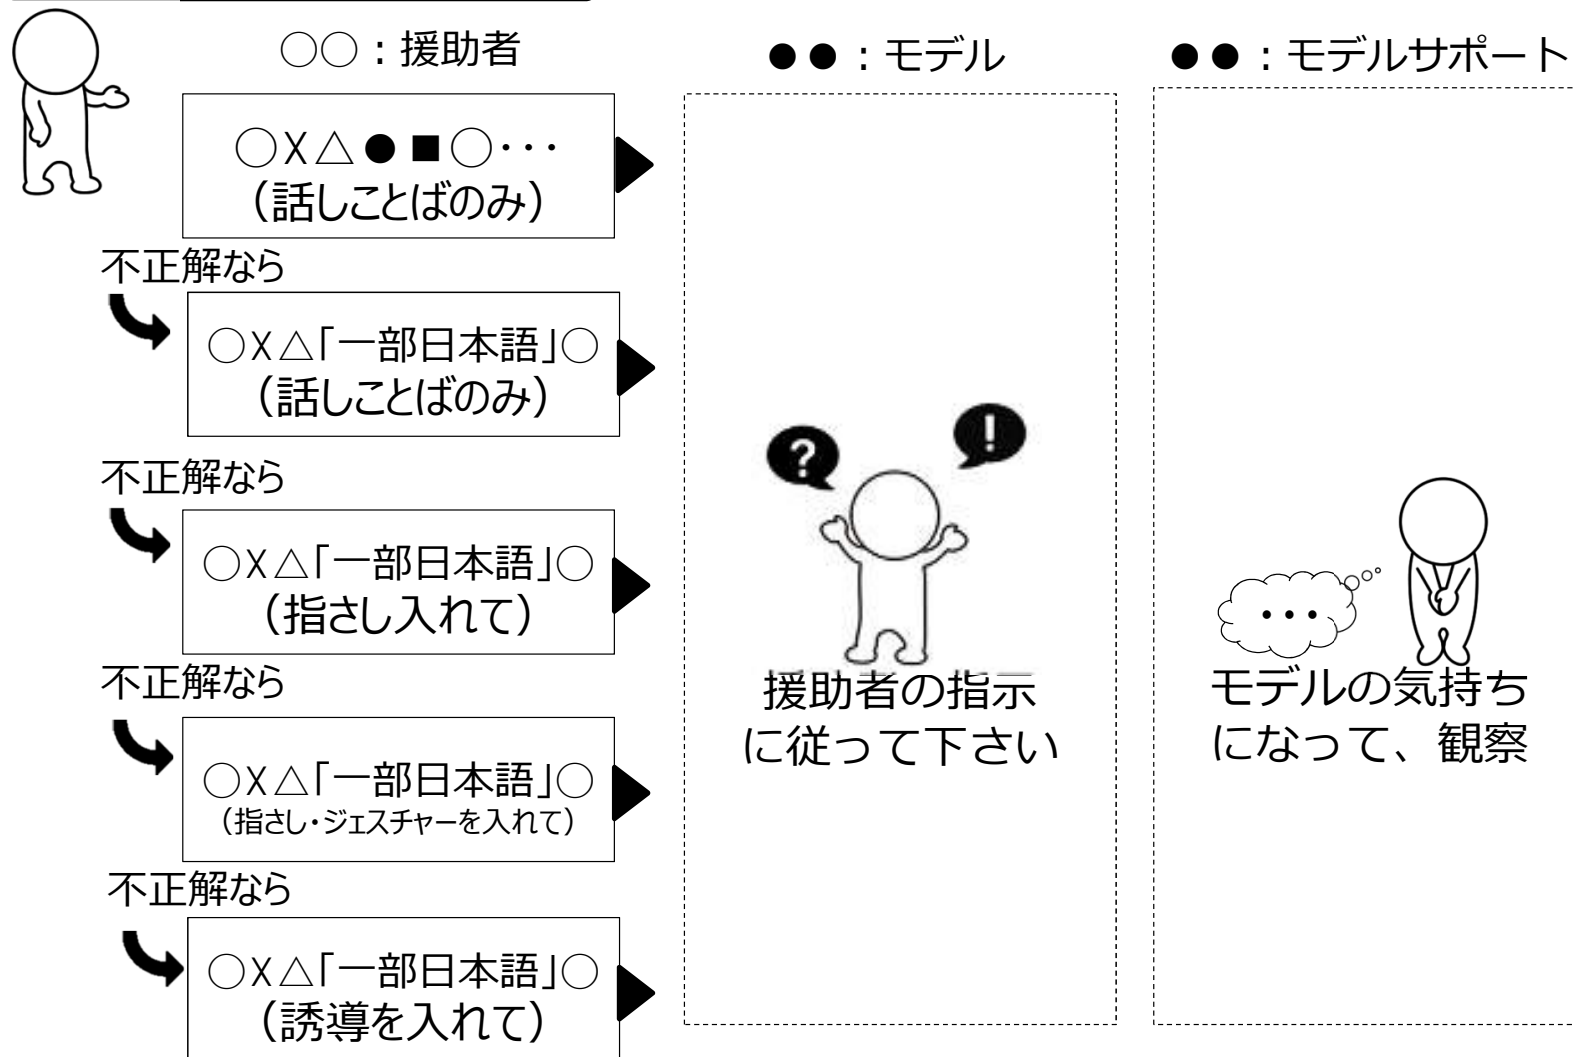 ○○：援助者
○X△●■○・・・
（話しことばのみ）
不正解なら
○X△「一部日本語」○
（話しことばのみ）
不正解なら
○X△「一部日本語」○
（指さし入れて）
不正解なら
○X△「一部日本語」○
（指さし・ジェスチャーを入れて）
不正解なら
○X△「一部日本語」○
（誘導を入れて）
●●：モデル
?
!
援助者の指示
に従って下さい
●●：モデルサポート
・・・
モデルの気持ち
になって、観察